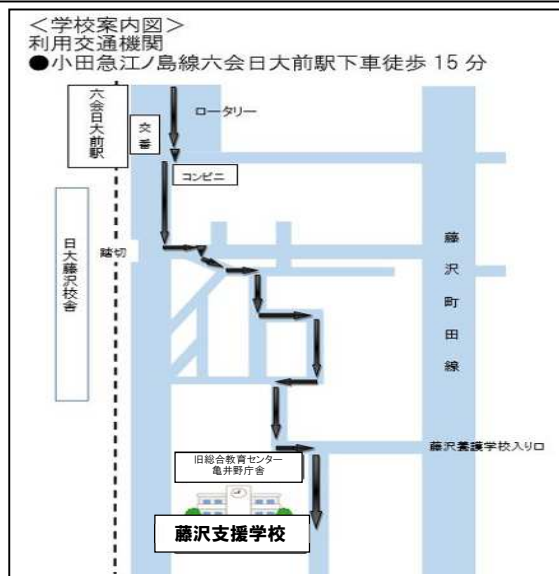 ＜学校案内図＞
利用交通機関
●小田急江ノ島線六会日大前駅下車徒歩 15 分
六会日大前駅
交番
ロータリー
コンビニ
日大藤沢校舎
踏切
藤沢町田線
藤沢養護学校入り口
旧総合教育センター
亀井野庁舎
藤沢支援学校